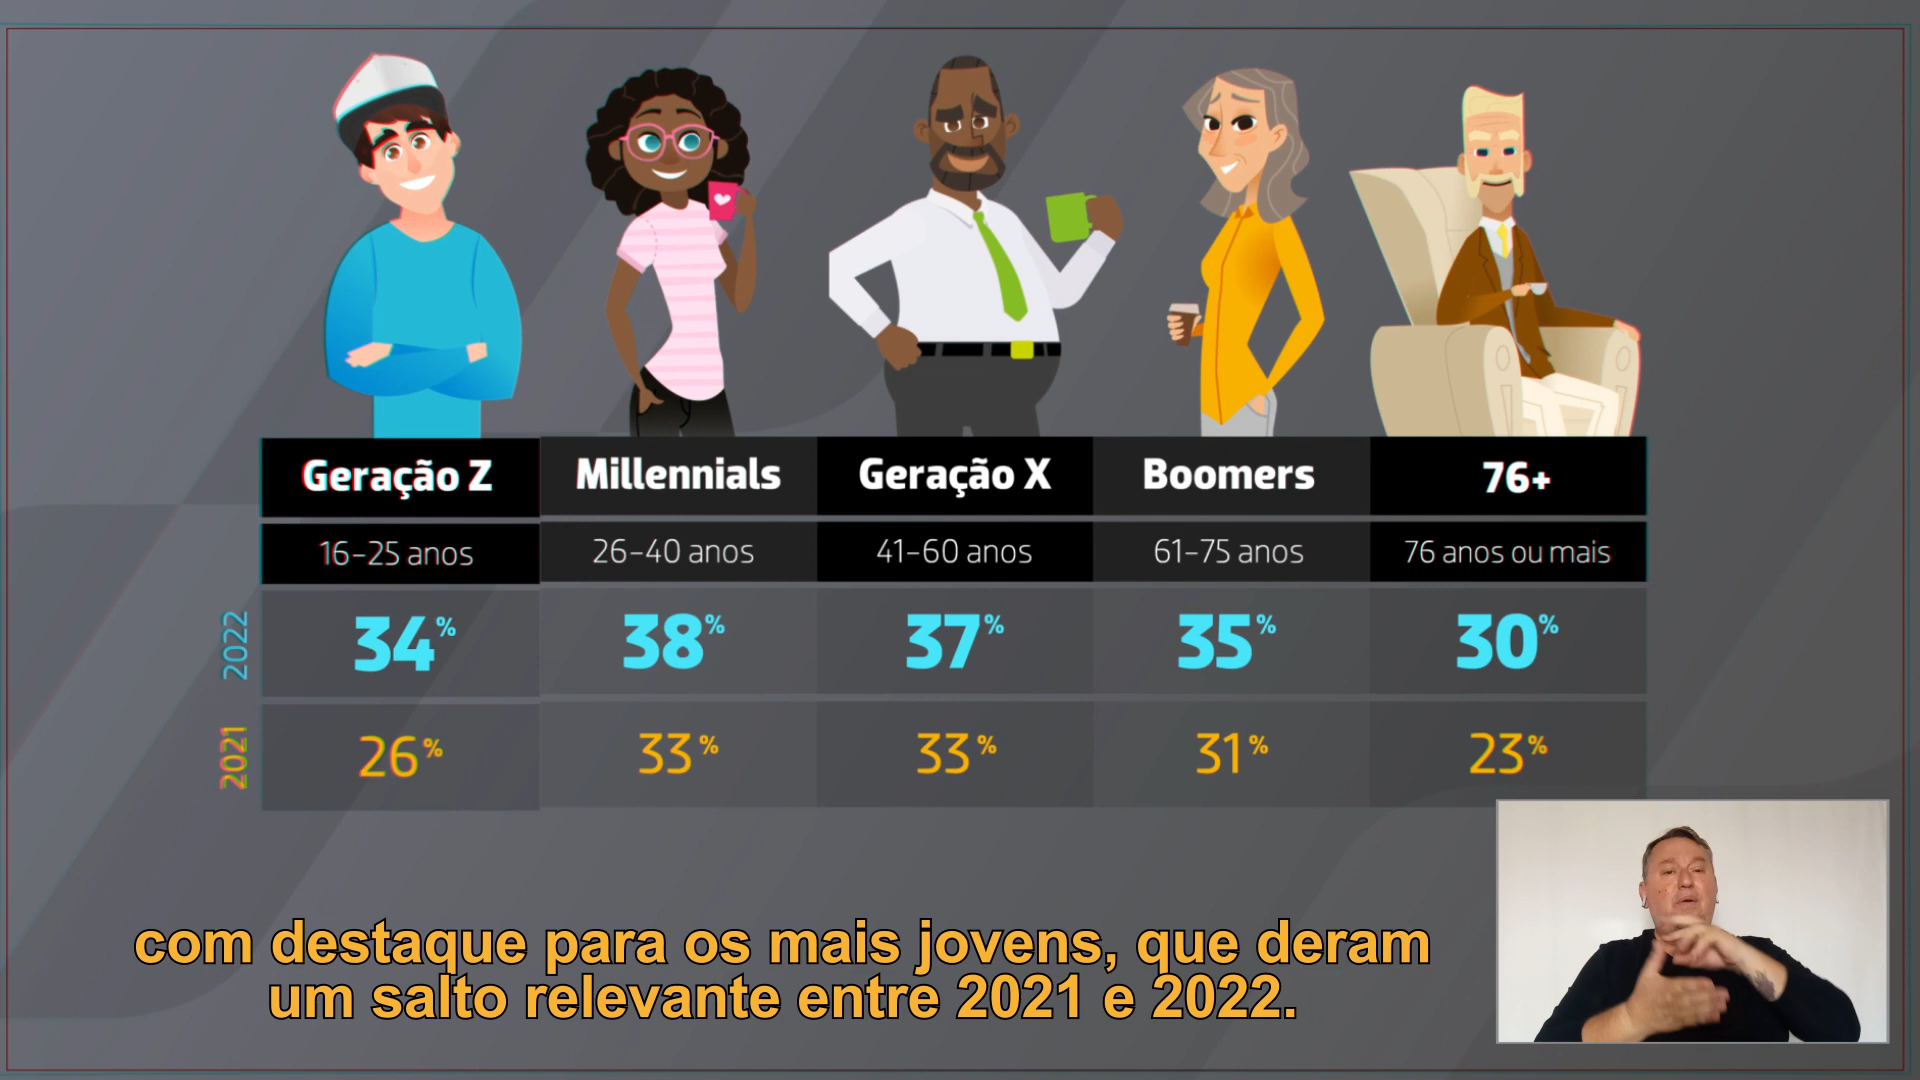 Geração Z Millennials Geração X Boomers 76+
16-25 anos 26-40 anos 41-60 anos 61-75 anos 76 anos ou mais
2022 34% 38% 37% 35% 30%
2021 26% 33% 33% 31% 23%
com destaque para os mais jovens, que deram
um salto relevante entre 2021 e 2022.